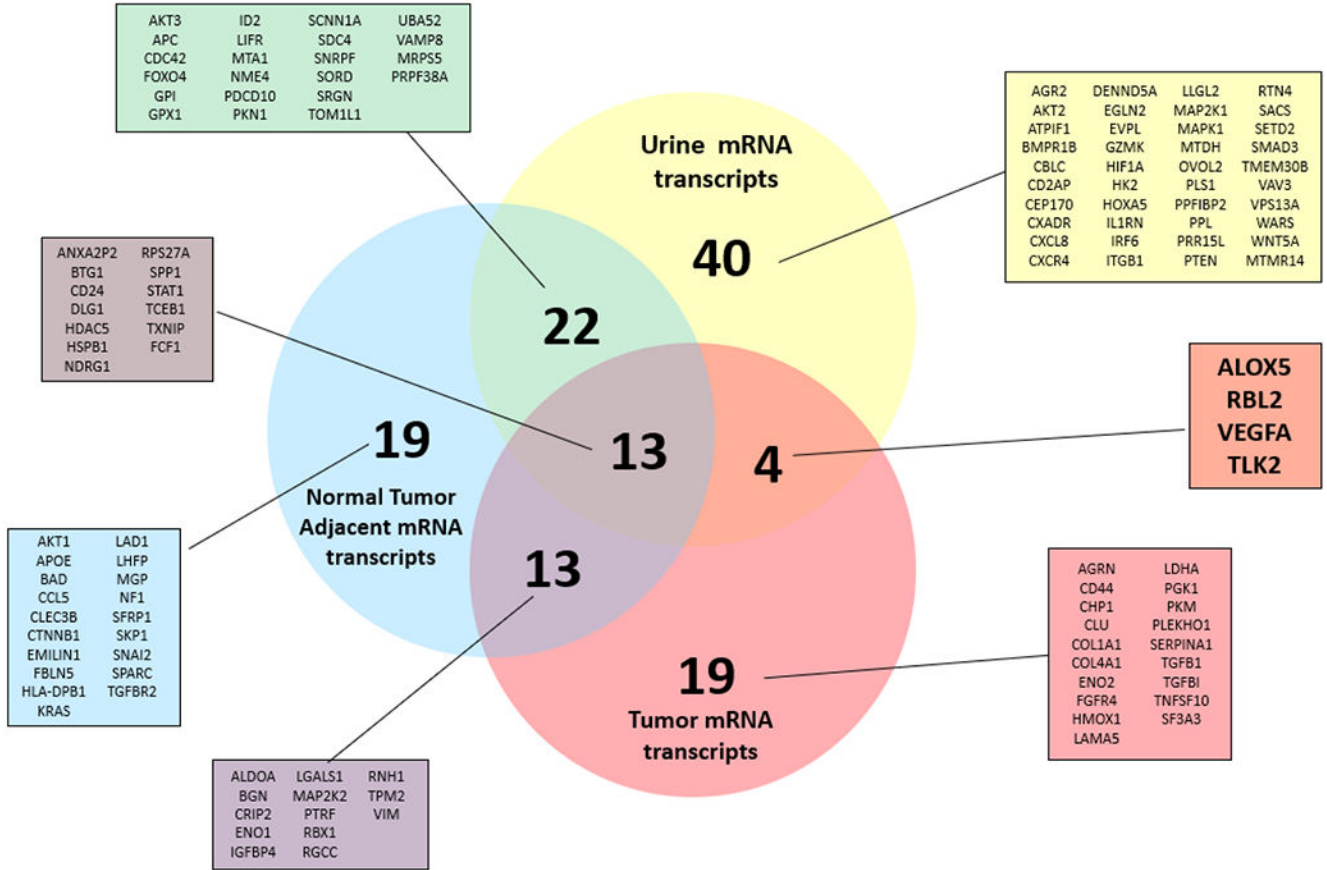 AKT3 ID2 SCNN1A UBA52
APC LIFR SDC4 VAMP8
CDC42 MTA1 SNRPF MRPS5
FOXO4 NME4 SORD PRPF38A
GPI PDCD10 SRGN
GPX1 PKN1 TOM1L1
Urine mRNA
transcripts
40
AGR2 DENND5A LLGL2 RTN4
AKT2 EGLN2 MAP2K1 SACS
ATPIF1 EVPL MAPK1 SETD2
BMPR1B GZMK MTDH SMAD3
CBLC HIF1A OVOL2 TMEM30B
CD2AP HK2 PLS1 VAV3
CEP170 HOXA5 PPFIBP2 VPS13A
CXADR IL1RN PPL WARS
CXCL8 IRF6 PRR15L WNT5A
CXCR4 ITGB1 PTEN MTMR14
ANXA2P2 RPS27A
BTG1 SPP1
CD24 STAT1
DLG1 TCEB1
HDAC5 TXNIP
HSPB1 FCF1
NDRG1
22
ALOX5
RBL2
VEGFA
TLK2
19
13
4
Normal Tumor
Adjacent mRNA
transcripts
13
AKT1 LAD1
APOE LHFP
BAD MGP
CCL5 NF1
CLEC3B SFRP1
CTNNB1 SKP1
EMILIN1 SNAI2
FBLN5 SPARC
HLA-DPB1 TGFBR2
KRAS
AGRN LDHA
CD44 PGK1
CHP1 PKM
CLU PLEKHO1
COL1A1 SERPINA1
COL4A1 TGFB1
ENO2 TGFBI
FGFR4 TNFSF10
HMOX1 SF3A3
LAMA5
19
Tumor mRNA
transcripts
ALDOA LGALS1 RNH1
BGN MAP2K2 TPM2
CRIP2 PTRF VIM
ENO1 RBX1
IGFBP4 RGCC